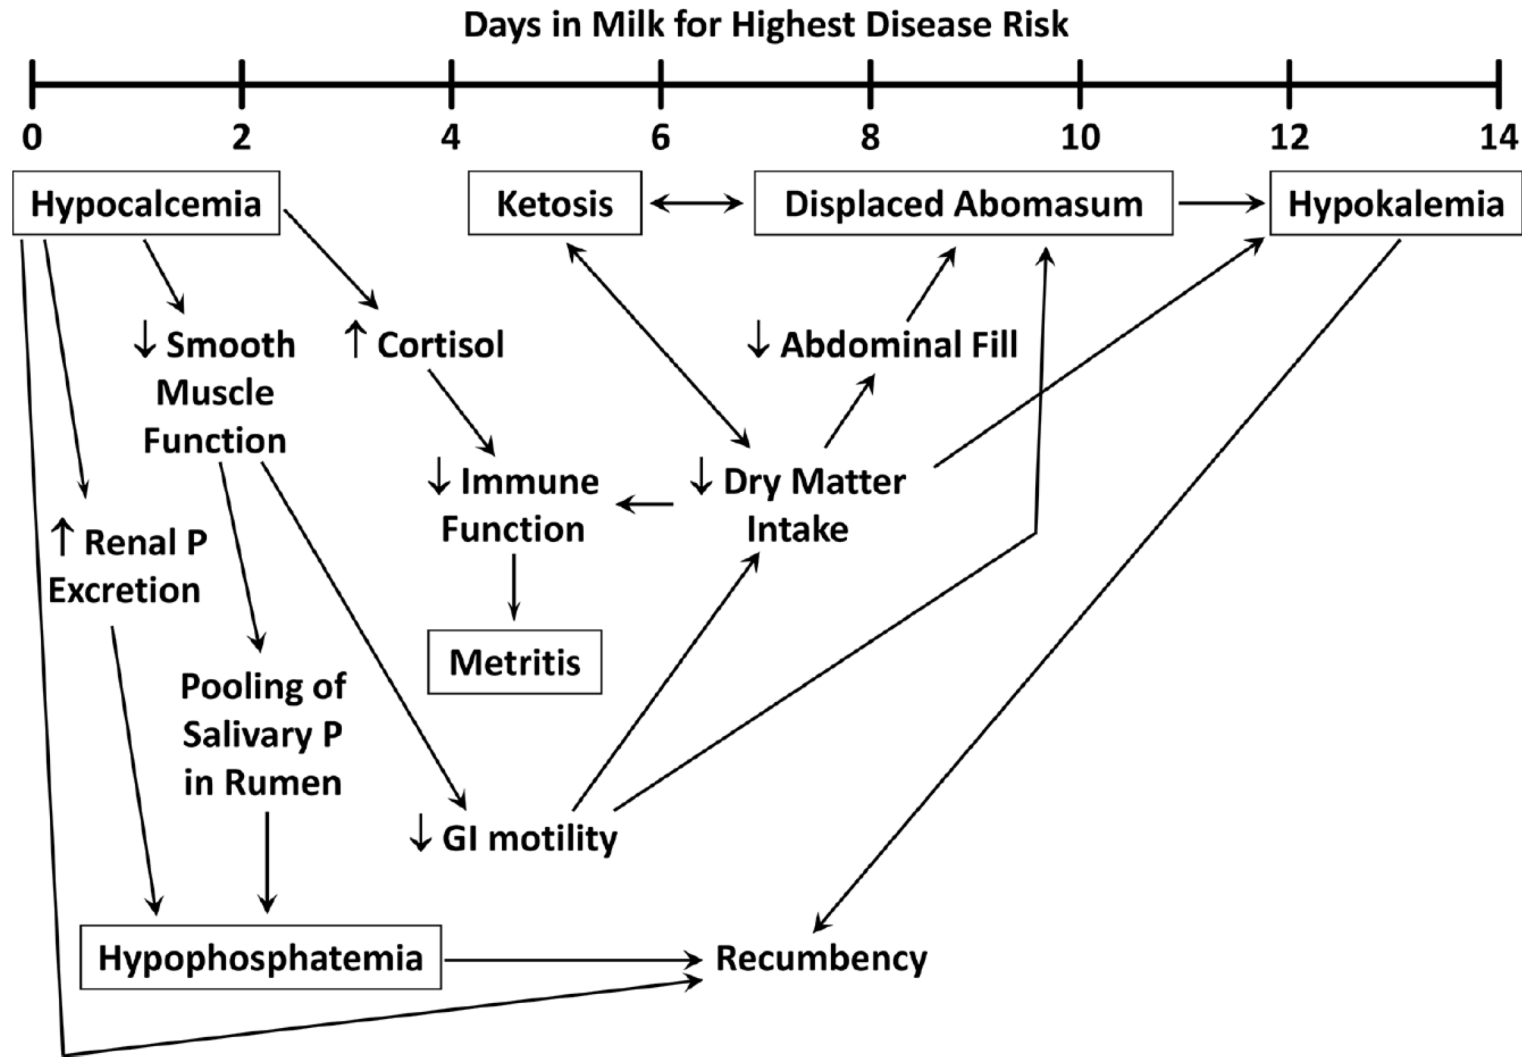 Days in Milk for Highest Disease Risk
0 2 4 6 8 10 12 14
Hypocalcemia
Ketosis
Displaced Abomasum
Hypokalemia
↓ Smooth
Muscle
Function
↑ Cortisol
↓ Abdominal Fill
↓ Immune
Function
↓ Dry Matter
Intake
↑ Renal P
Excretion
Metritis
Pooling of
Salivary P
in Rumen
↓ GI motility
Hypophosphatemia
Recumbency